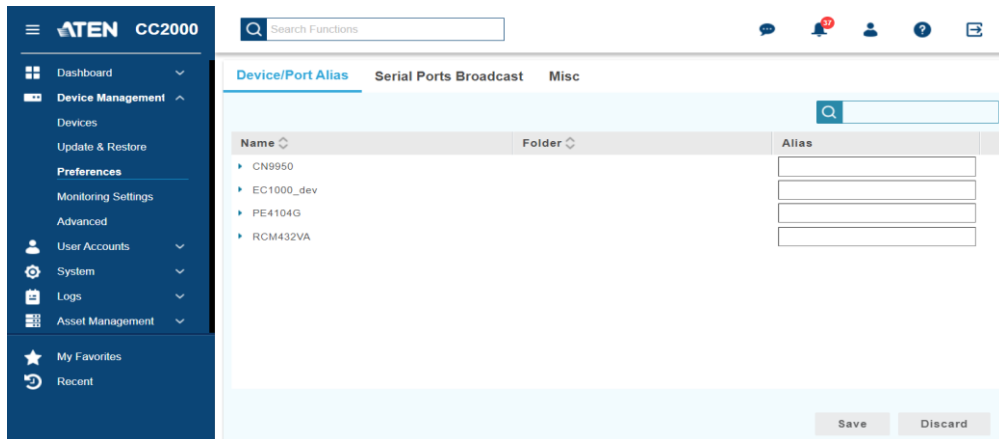 ATEN CC2000
Search Functions
37
Dashboard
Device Management
Devices
Update & Restore
Preferences
Monitoring Settings
Advanced
User Accounts
System
Logs
Asset Management
My Favorites
Recent
Device/Port Alias Serial Ports Broadcast Misc
Name Folder Alias
CN9950
EC1000_dev
PE4104G
RCM432VA
Save Discard